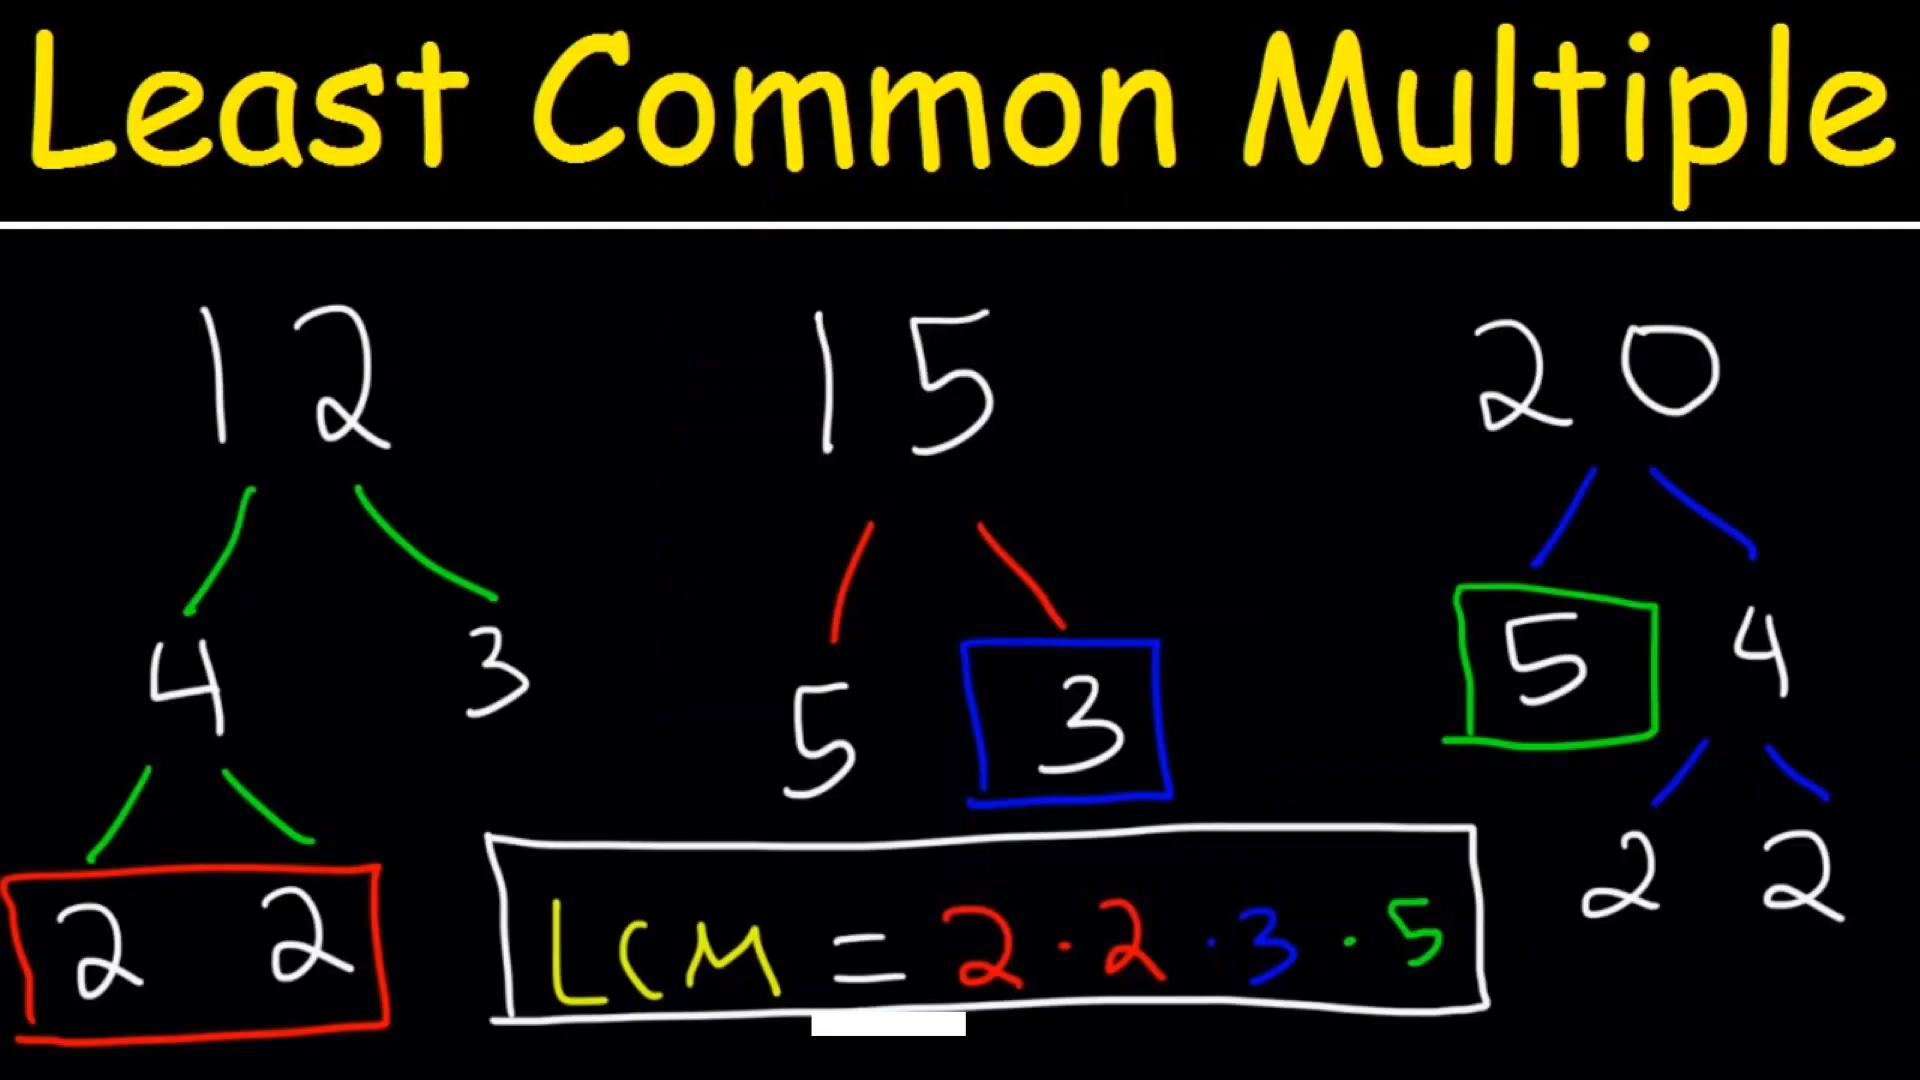 Least Common Multiple
12 15 20
4 3 5 3 5 4
2 2 2 2
LCM = 2 · 2 · 3 · 5